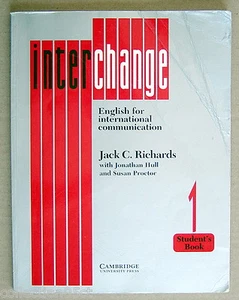 interchange
English for
international
communication
Jack C. Richards
with Jonathan Hull
and Susan Proctor
1
Student's
Book
CAMBRIDGE
UNIVERSITY PRESS